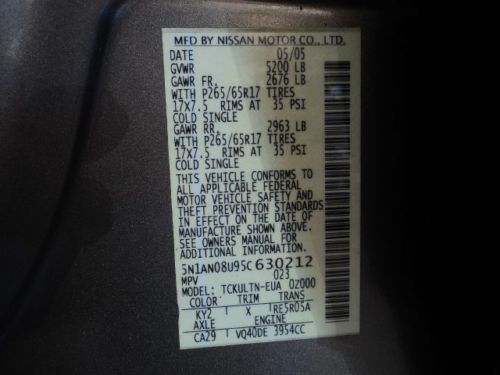 MFD BY NISSAN MOTOR CO., LTD.
DATE 05/05
GVWR 5200 LB
GAWR FR. 2676 LB
WITH P265/65R17 TIRES
17X7.5 RIMS AT 35 PSI
COLD SINGLE
GAWR RR. 2963 LB
WITH P265/65R17 TIRES
17X7.5 RIMS AT 35 PSI
COLD SINGLE
THIS VEHICLE CONFORMS TO
ALL APPLICABLE FEDERAL
MOTOR VEHICLE SAFETY AND
THEFT PREVENTION STANDARDS
IN EFFECT ON THE DATE OF
MANUFACTURE SHOWN ABOVE.
SEE OWNERS MANUAL FOR
ADDITIONAL INFORMATION
5N1AN08U95C630212
MPV 023
MODEL: TCKULTN-EUA 0Z000
COLOR TRIM TRANS
KY2 X RE5R05A
AXLE ENGINE
CA29 VQ40DE 3954CC